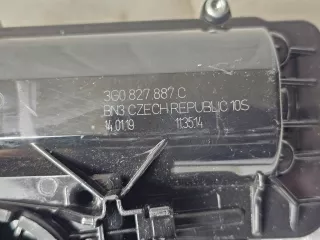 3G0 827 887 C
BN3 CZECH REPUBLIC 10S
14.01.19 11:35:14